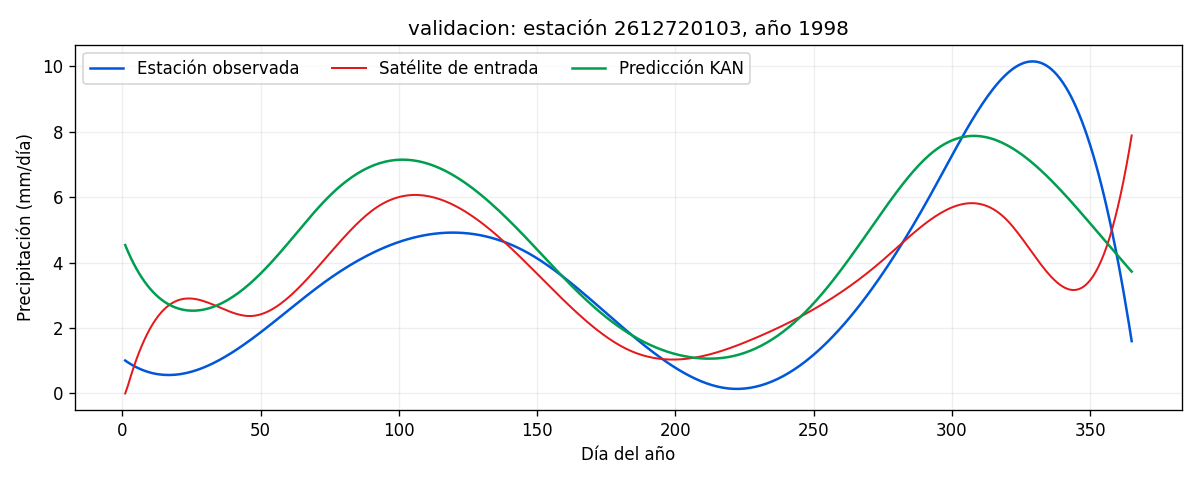 validacion: estación 2612720103, año 1998
Estación observada
Satélite de entrada
Predicción KAN
Precipitación (mm/día)
10
8
6
4
2
0
0 50 100 150 200 250 300 350
Día del año